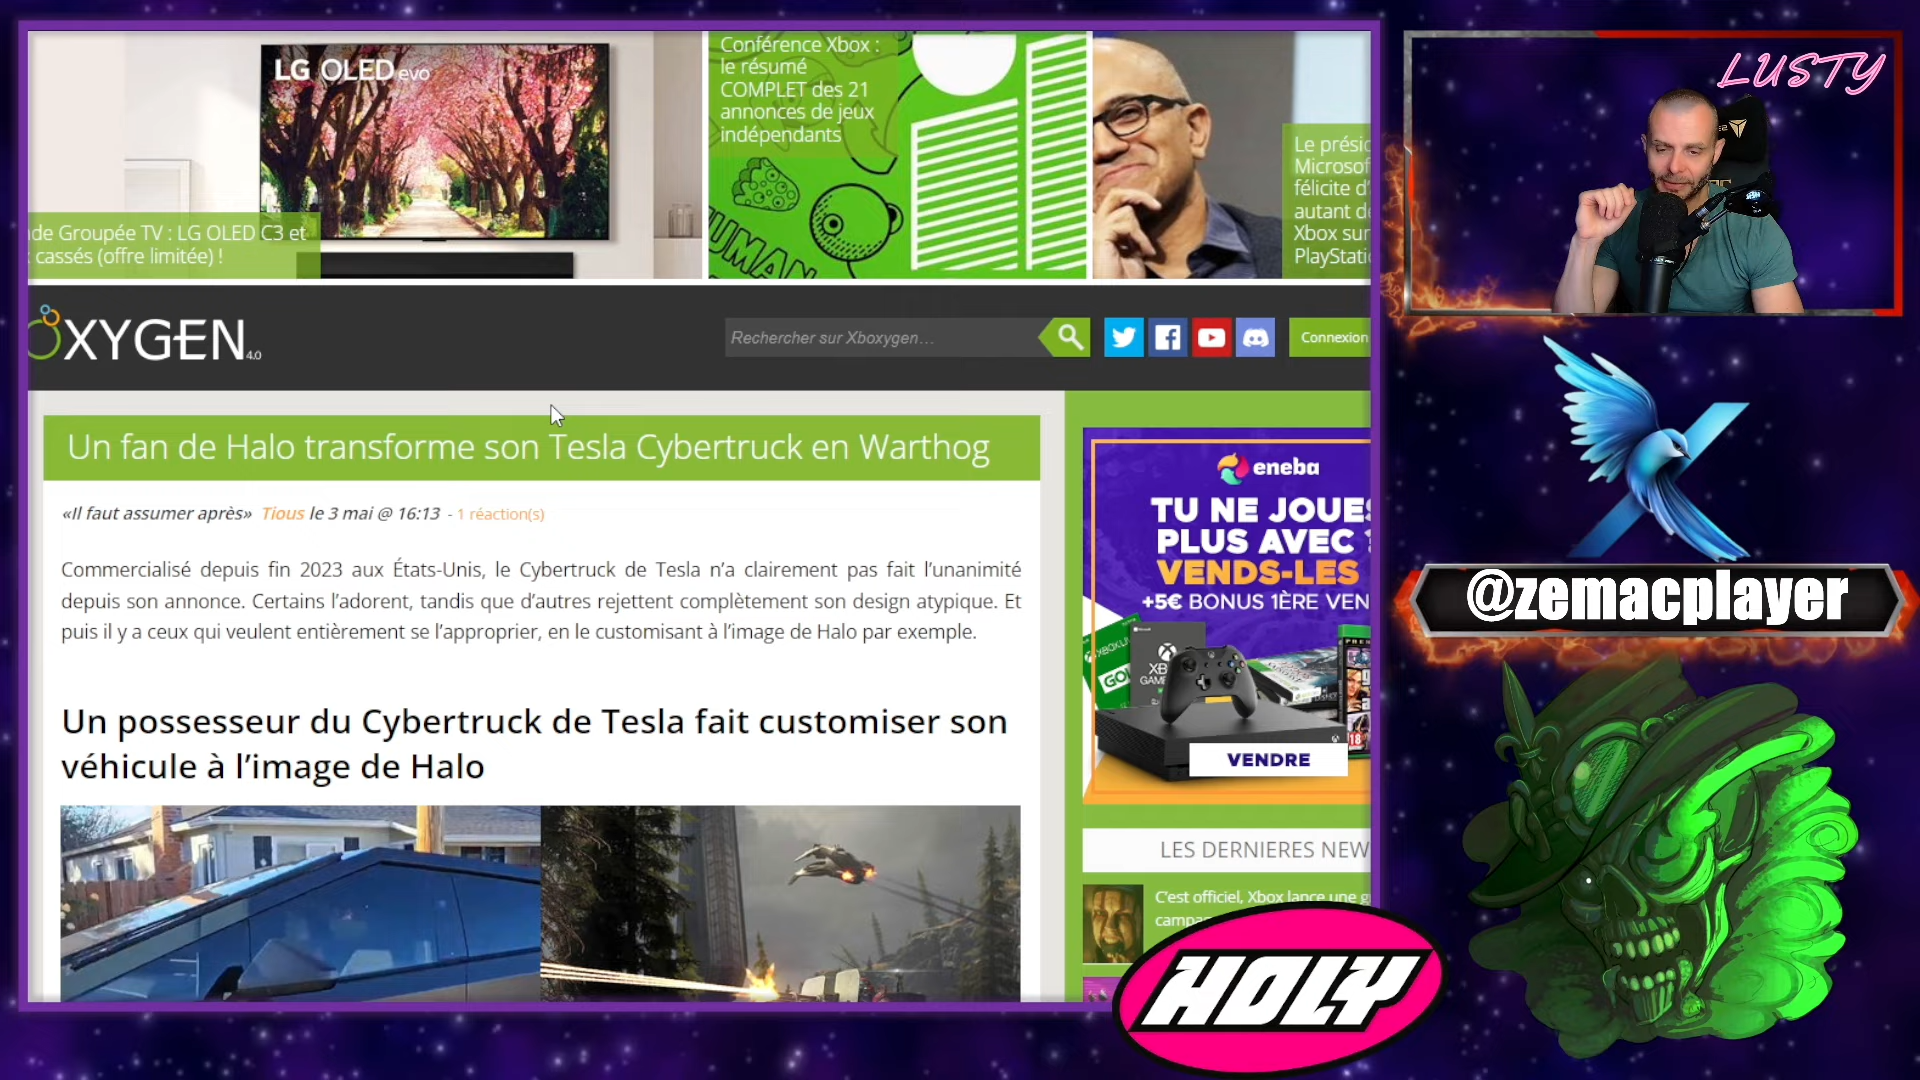 LG OLED evo
de Groupée TV : LG OLED C3 et
cassés (offre limitée) !
Conférence Xbox :
le résumé
COMPLET des 21
annonces de jeux
indépendants
HUMAN
Le présid
Microsof
félicite d'
autant de
Xbox sur
PlayStati
LUSTY
OXYGEN 4.0
Rechercher sur Xboxygen...
Connexion
Un fan de Halo transforme son Tesla Cybertruck en Warthog
«Il faut assumer après» Tious le 3 mai @ 16:13 - 1 réaction(s)
Commercialisé depuis fin 2023 aux États-Unis, le Cybertruck de Tesla n'a clairement pas fait l'unanimité
depuis son annonce. Certains l'adorent, tandis que d'autres rejettent complètement son design atypique. Et
puis il y a ceux qui veulent entièrement se l'approprier, en le customisant à l'image de Halo par exemple.
Un possesseur du Cybertruck de Tesla fait customiser son
véhicule à l'image de Halo
eneba
TU NE JOUES
PLUS AVEC ?
VENDS-LES
+5€ BONUS 1ÈRE VEN
VENDRE
LES DERNIERES NEW
C'est officiel, Xbox lance une g
campa
@zemacplayer
HOLY